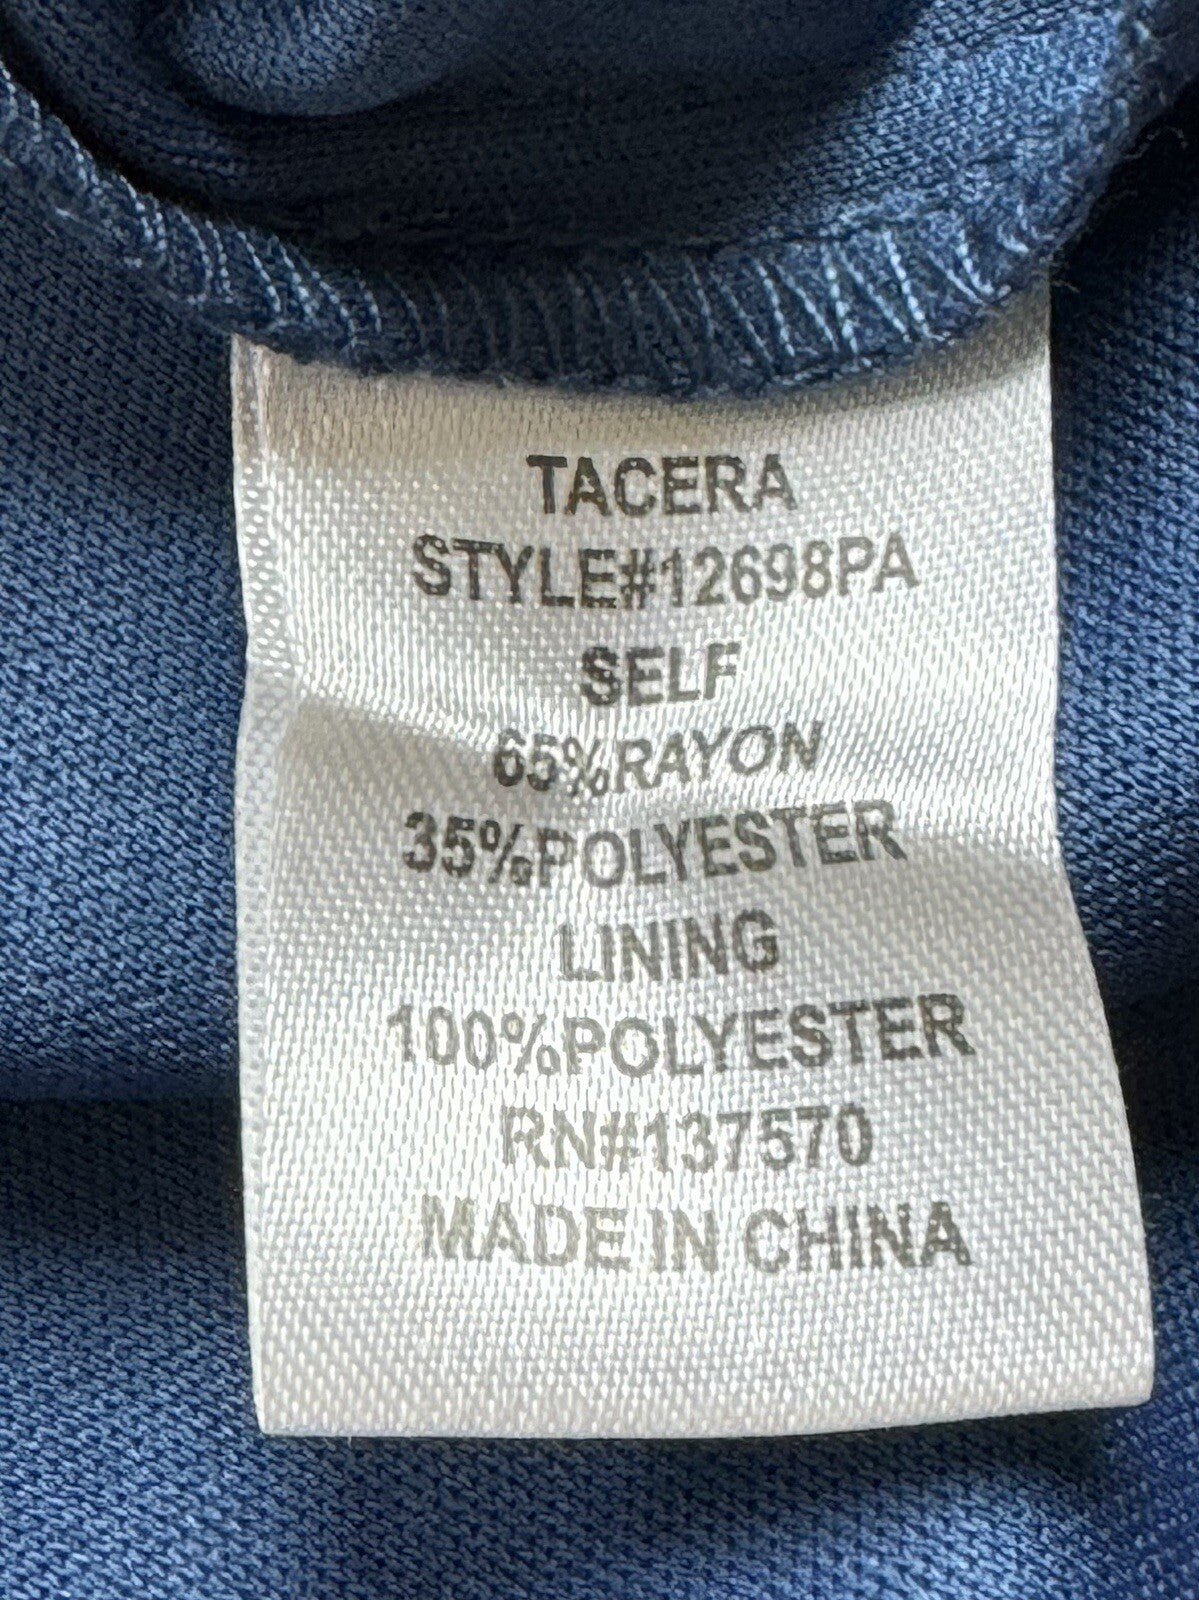 TACERA
STYLE#12698PA
SELF
65%RAYON
35%POLYESTER
LINING
100%POLYESTER
RN#137570
MADE IN CHINA